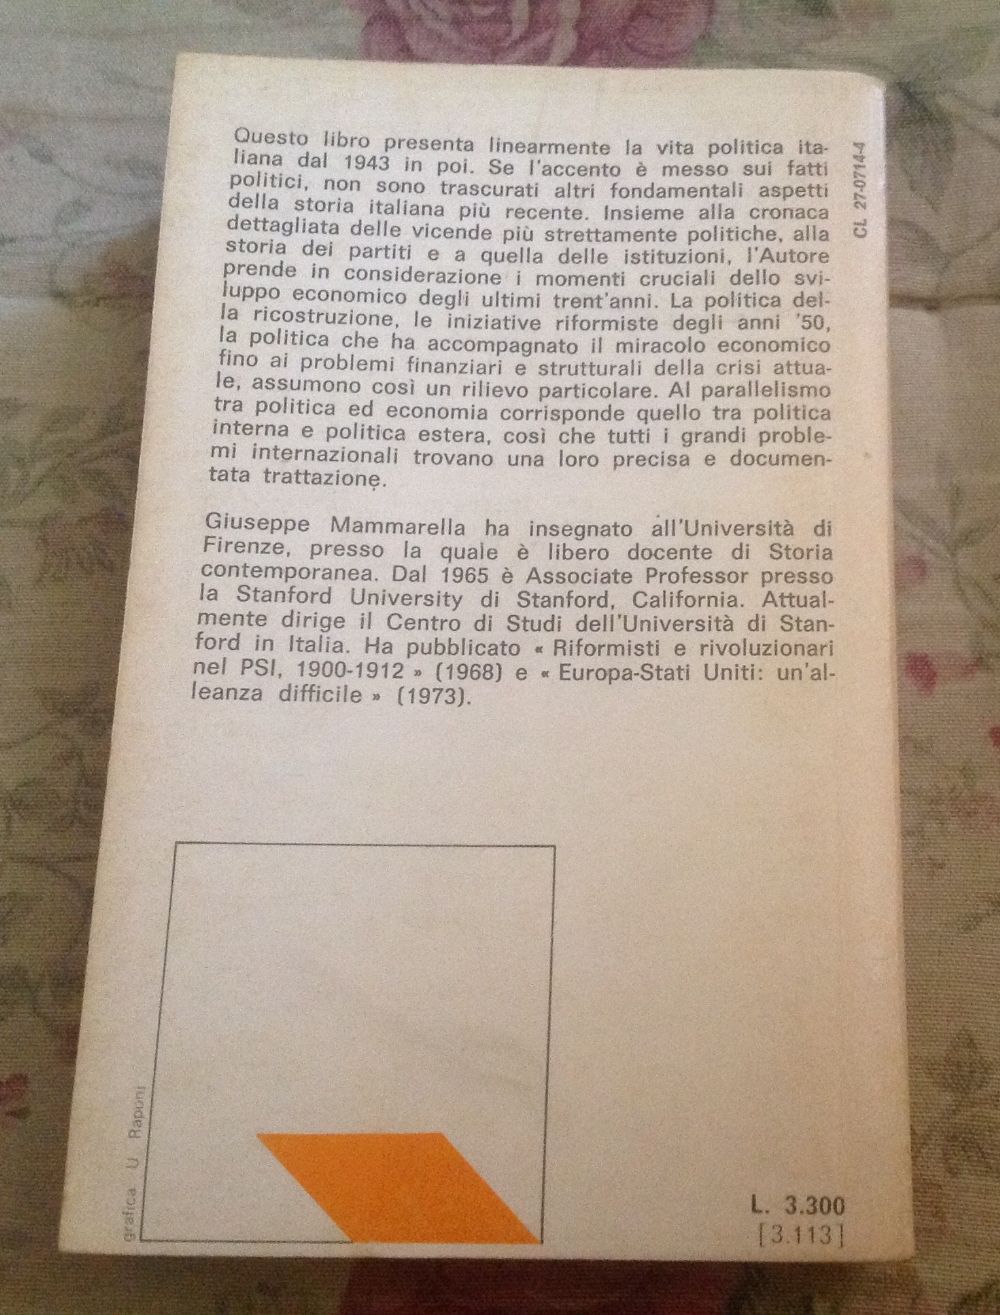 Questo libro presenta linearmente la vita politica ita-
liana dal 1943 in poi. Se l'accento è messo sui fatti
politici, non sono trascurati altri fondamentali aspetti
della storia italiana più recente. Insieme alla cronaca
dettagliata delle vicende più strettamente politiche, alla
storia dei partiti e a quella delle istituzioni, l'Autore
prende in considerazione i momenti cruciali dello svi-
luppo economico degli ultimi trent'anni. La politica del-
la ricostruzione, le iniziative riformiste degli anni '50,
la politica che ha accompagnato il miracolo economico
fino ai problemi finanziari e strutturali della crisi attua-
le, assumono così un rilievo particolare. Al parallelismo
tra politica ed economia corrisponde quello tra politica
interna e politica estera, così che tutti i grandi proble-
mi internazionali trovano una loro precisa e documen-
tata trattazione.
Giuseppe Mammarella ha insegnato all'Università di
Firenze, presso la quale è libero docente di Storia
contemporanea. Dal 1965 è Associate Professor presso
la Stanford University di Stanford, California. Attual-
mente dirige il Centro di Studi dell'Università di Stan-
ford in Italia. Ha pubblicato « Riformisti e rivoluzionari
nel PSI, 1900-1912 » (1968) e « Europa-Stati Uniti: un'al-
leanza difficile » (1973).
CL 27-0714-4
grafica U Rapùni
L. 3.300
[3.113]